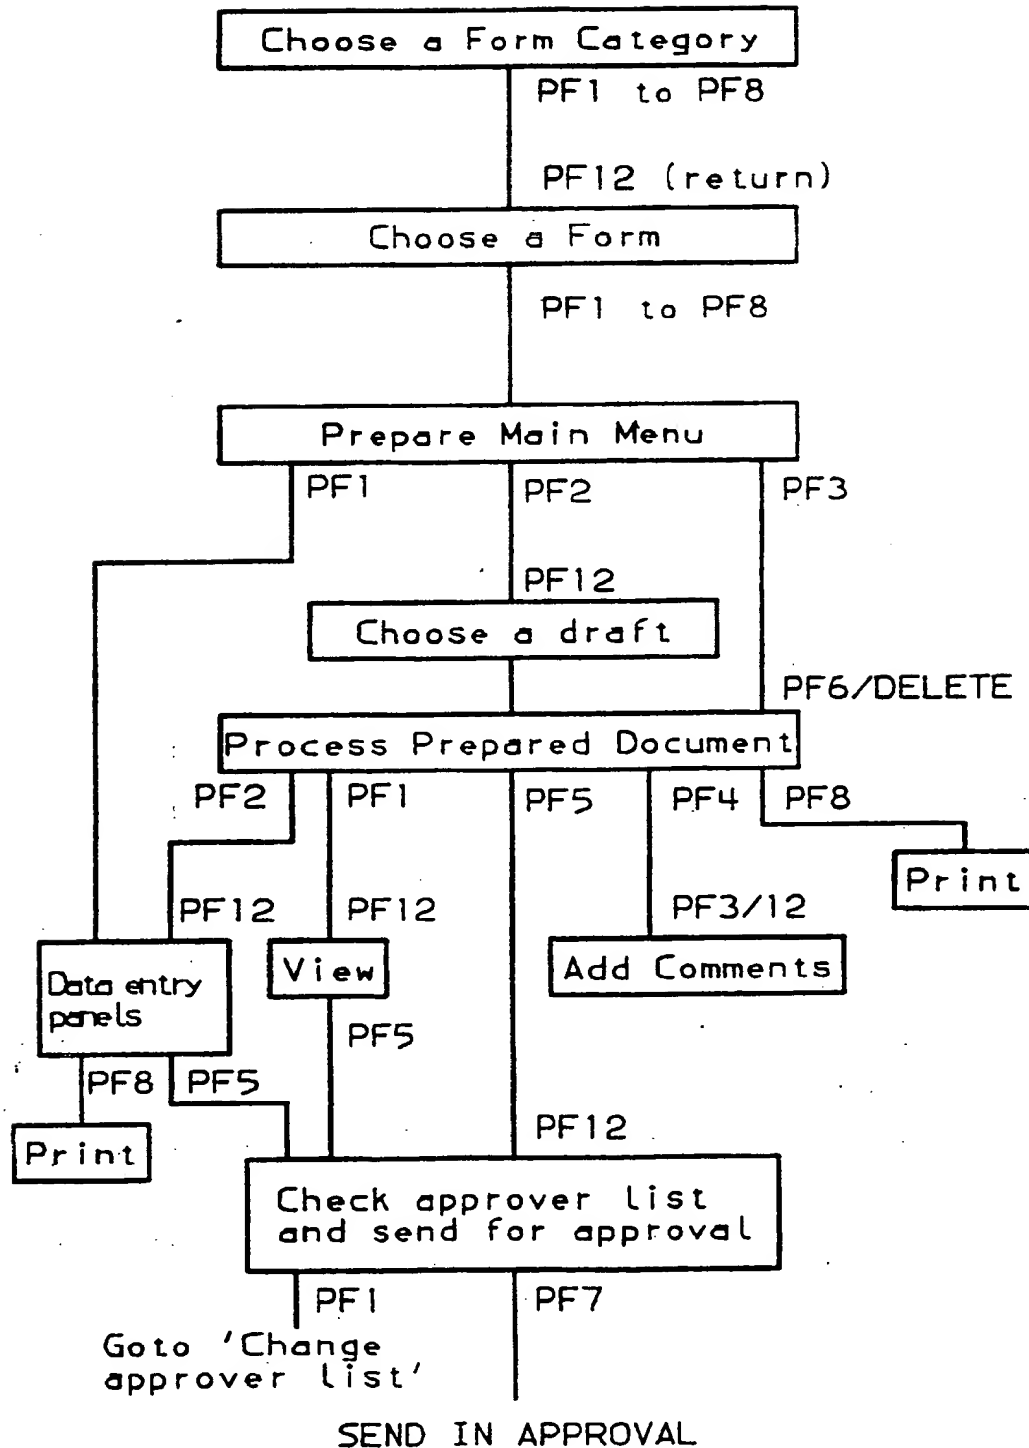 Choose a Form Category
PF1 to PF8
PF12 (return)
Choose a Form
PF1 to PF8
Prepare Main Menu
PF1
PF2
PF3
PF12
Choose a draft
PF6/DELETE
Process Prepared Document
PF2
PF1
PF5
PF4
PF8
Print
PF12
PF12
PF3/12
Data entry
panels
View
Add Comments
PF5
PF8
PF5
PF12
Print
Check approver list
and send for approval
PF1
PF7
Goto 'Change
approver list'
SEND IN APPROVAL